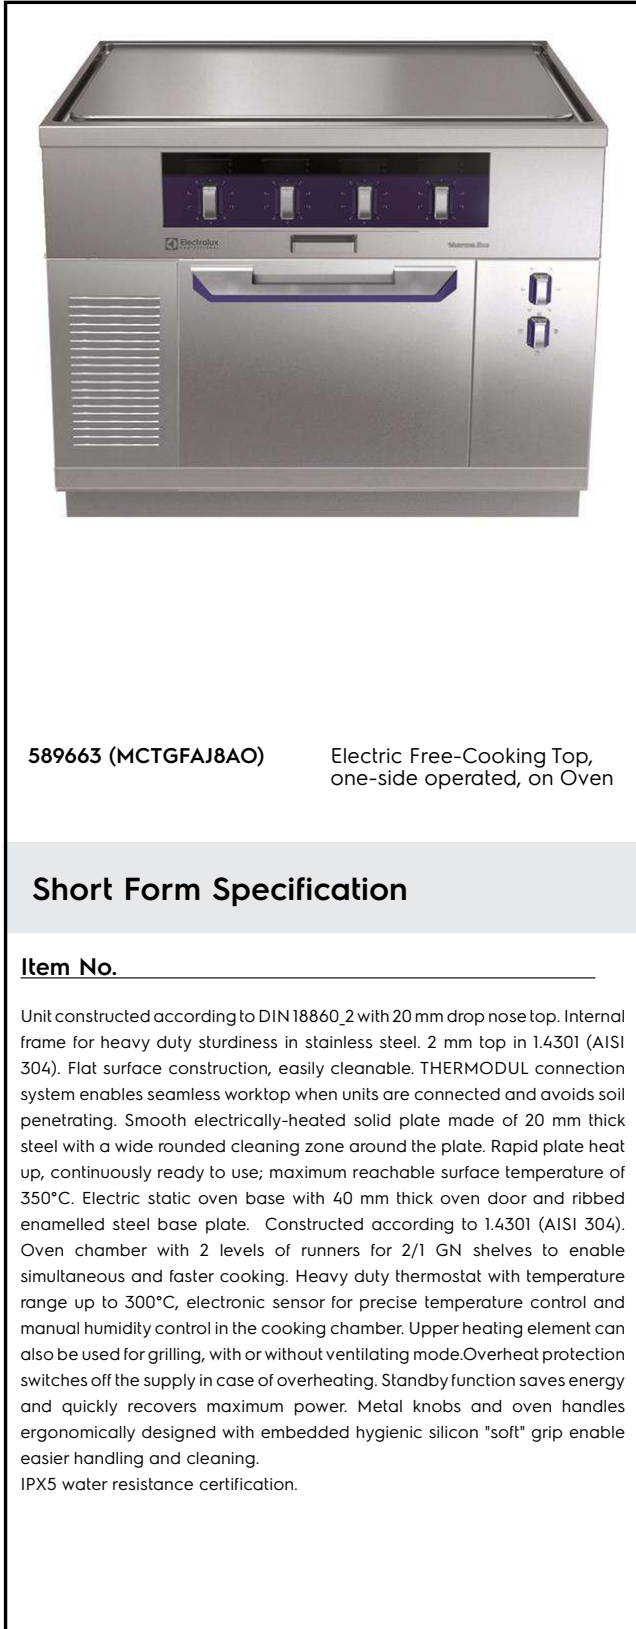 Electrolux
PROFESSIONAL
589663 (MCTGFAJ8AO)
Electric Free-Cooking Top,
one-side operated, on Oven
Short Form Specification
Item No.
Unit constructed according to DIN 18860_2 with 20 mm drop nose top. Internal
frame for heavy duty sturdiness in stainless steel. 2 mm top in 1.4301 (AISI
304). Flat surface construction, easily cleanable. THERMODUL connection
system enables seamless worktop when units are connected and avoids soil
penetrating. Smooth electrically-heated solid plate made of 20 mm thick
steel with a wide rounded cleaning zone around the plate. Rapid plate heat
up, continuously ready to use; maximum reachable surface temperature of
350°C. Electric static oven base with 40 mm thick oven door and ribbed
enamelled steel base plate. Constructed according to 1.4301 (AISI 304).
Oven chamber with 2 levels of runners for 2/1 GN shelves to enable
simultaneous and faster cooking. Heavy duty thermostat with temperature
range up to 300°C, electronic sensor for precise temperature control and
manual humidity control in the cooking chamber. Upper heating element can
also be used for grilling, with or without ventilating mode.Overheat protection
switches off the supply in case of overheating. Standby function saves energy
and quickly recovers maximum power. Metal knobs and oven handles
ergonomically designed with embedded hygienic silicon "soft" grip enable
easier handling and cleaning.
IPX5 water resistance certification.